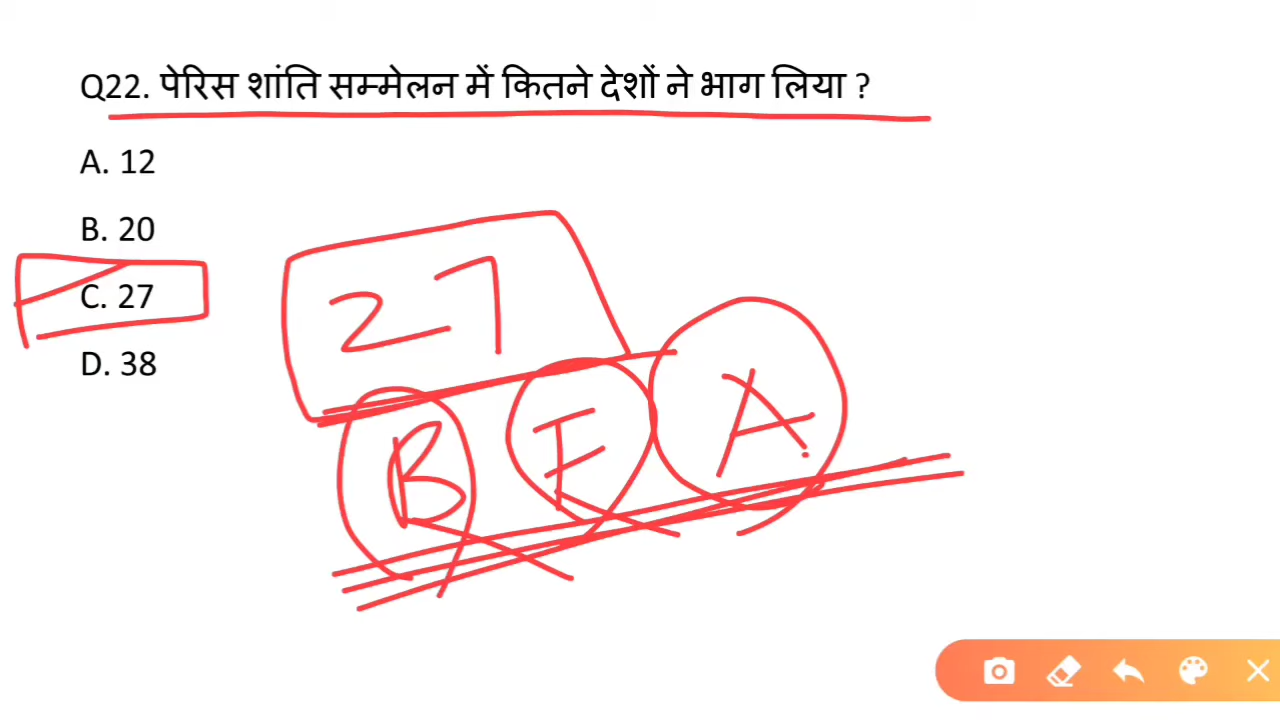 Q22. पेरिस शांति सम्मेलन में कितने देशों ने भाग लिया ?
A. 12
B. 20
C. 27
D. 38
27
B F A